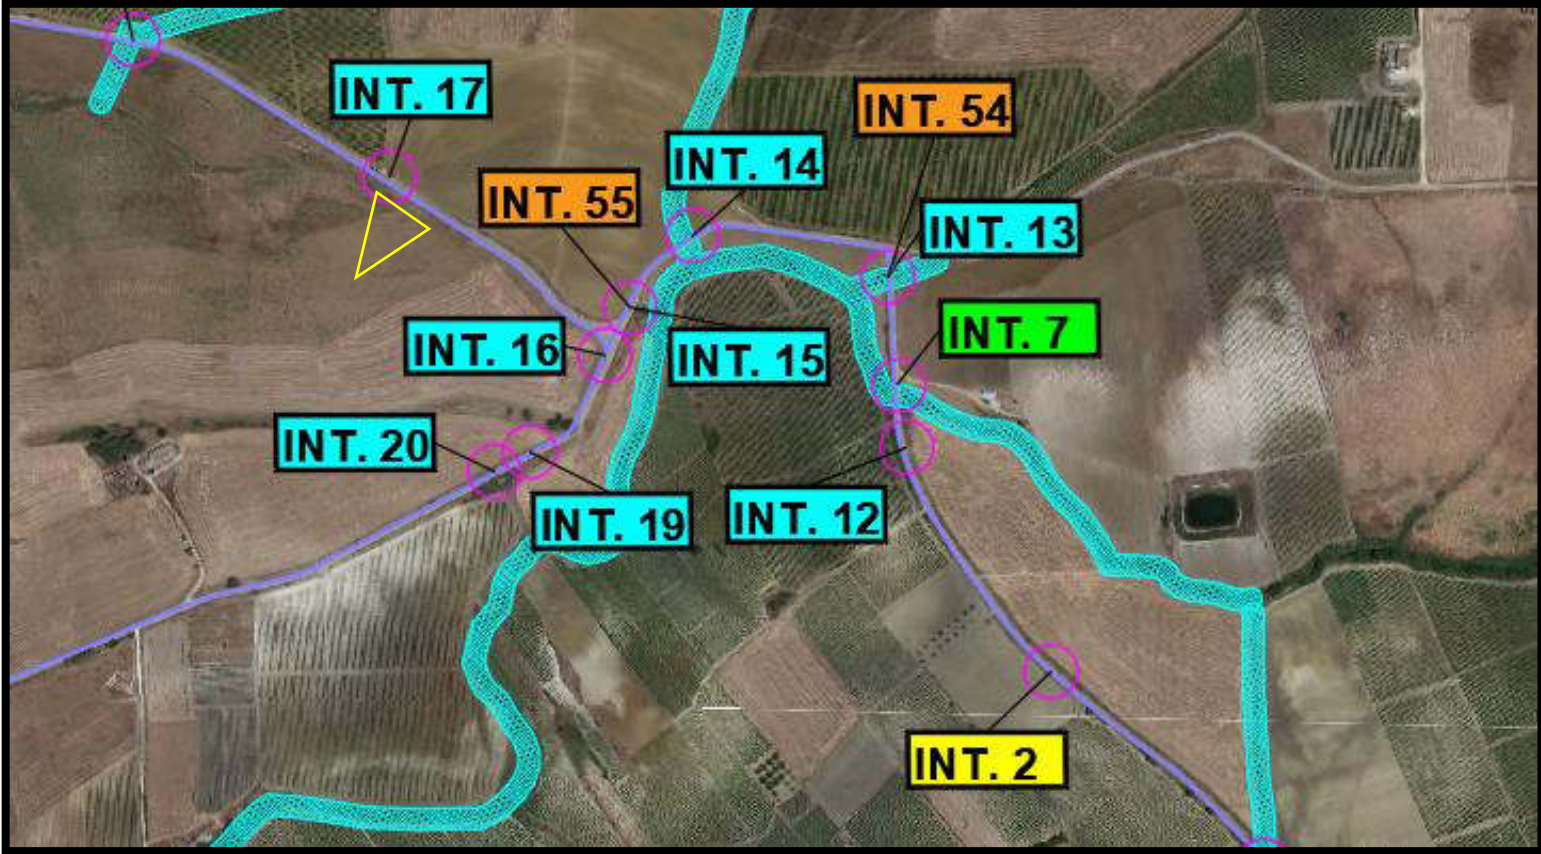 INT. 17
INT. 54
INT. 14
INT. 55
INT. 13
INT. 7
INT. 16
INT. 15
INT. 20
INT. 19
INT. 12
INT. 2